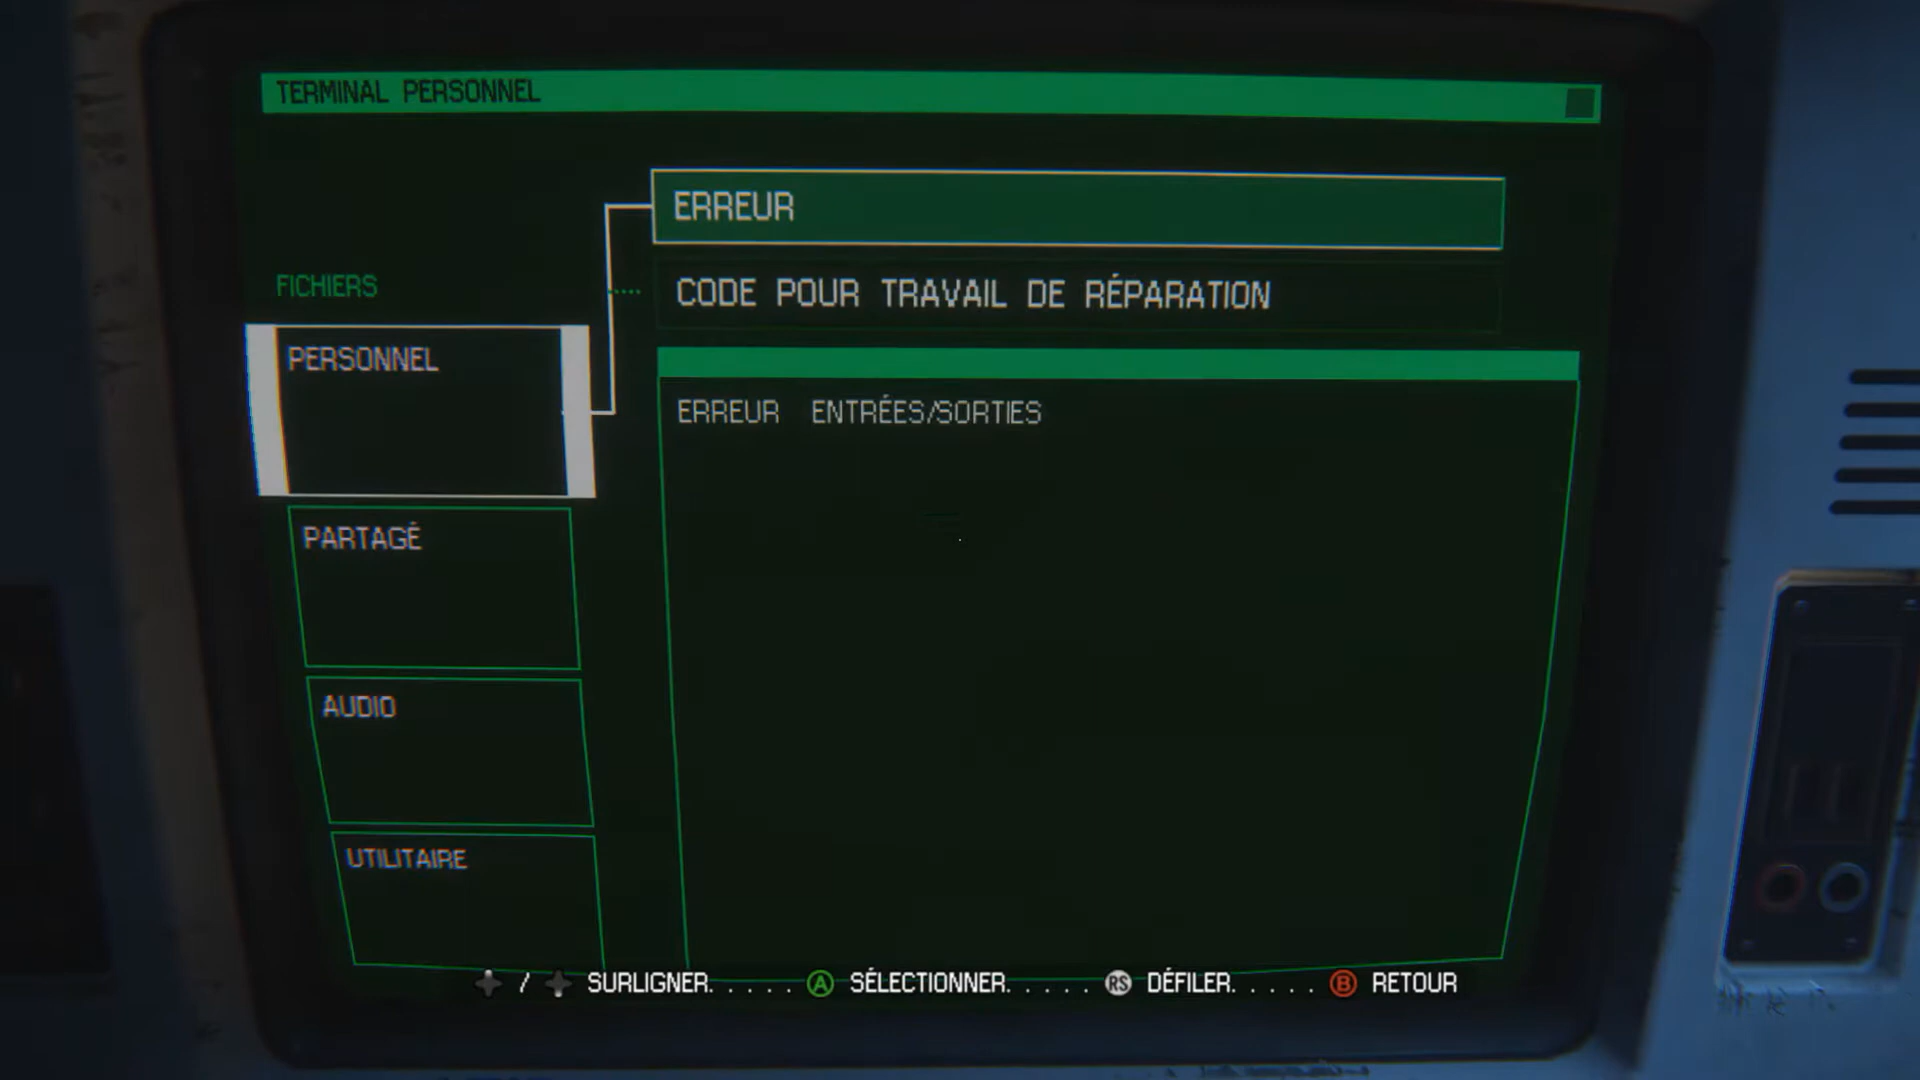 TERMINAL PERSONNEL
ERREUR
CODE POUR TRAVAIL DE RÉPARATION
FICHIERS
PERSONNEL
ERREUR ENTRÉES/SORTIES
PARTAGÉ
AUDIO
UTILITAIRE
/ SURLIGNER..... A SÉLECTIONNER...... RS DÉFILER..... B RETOUR